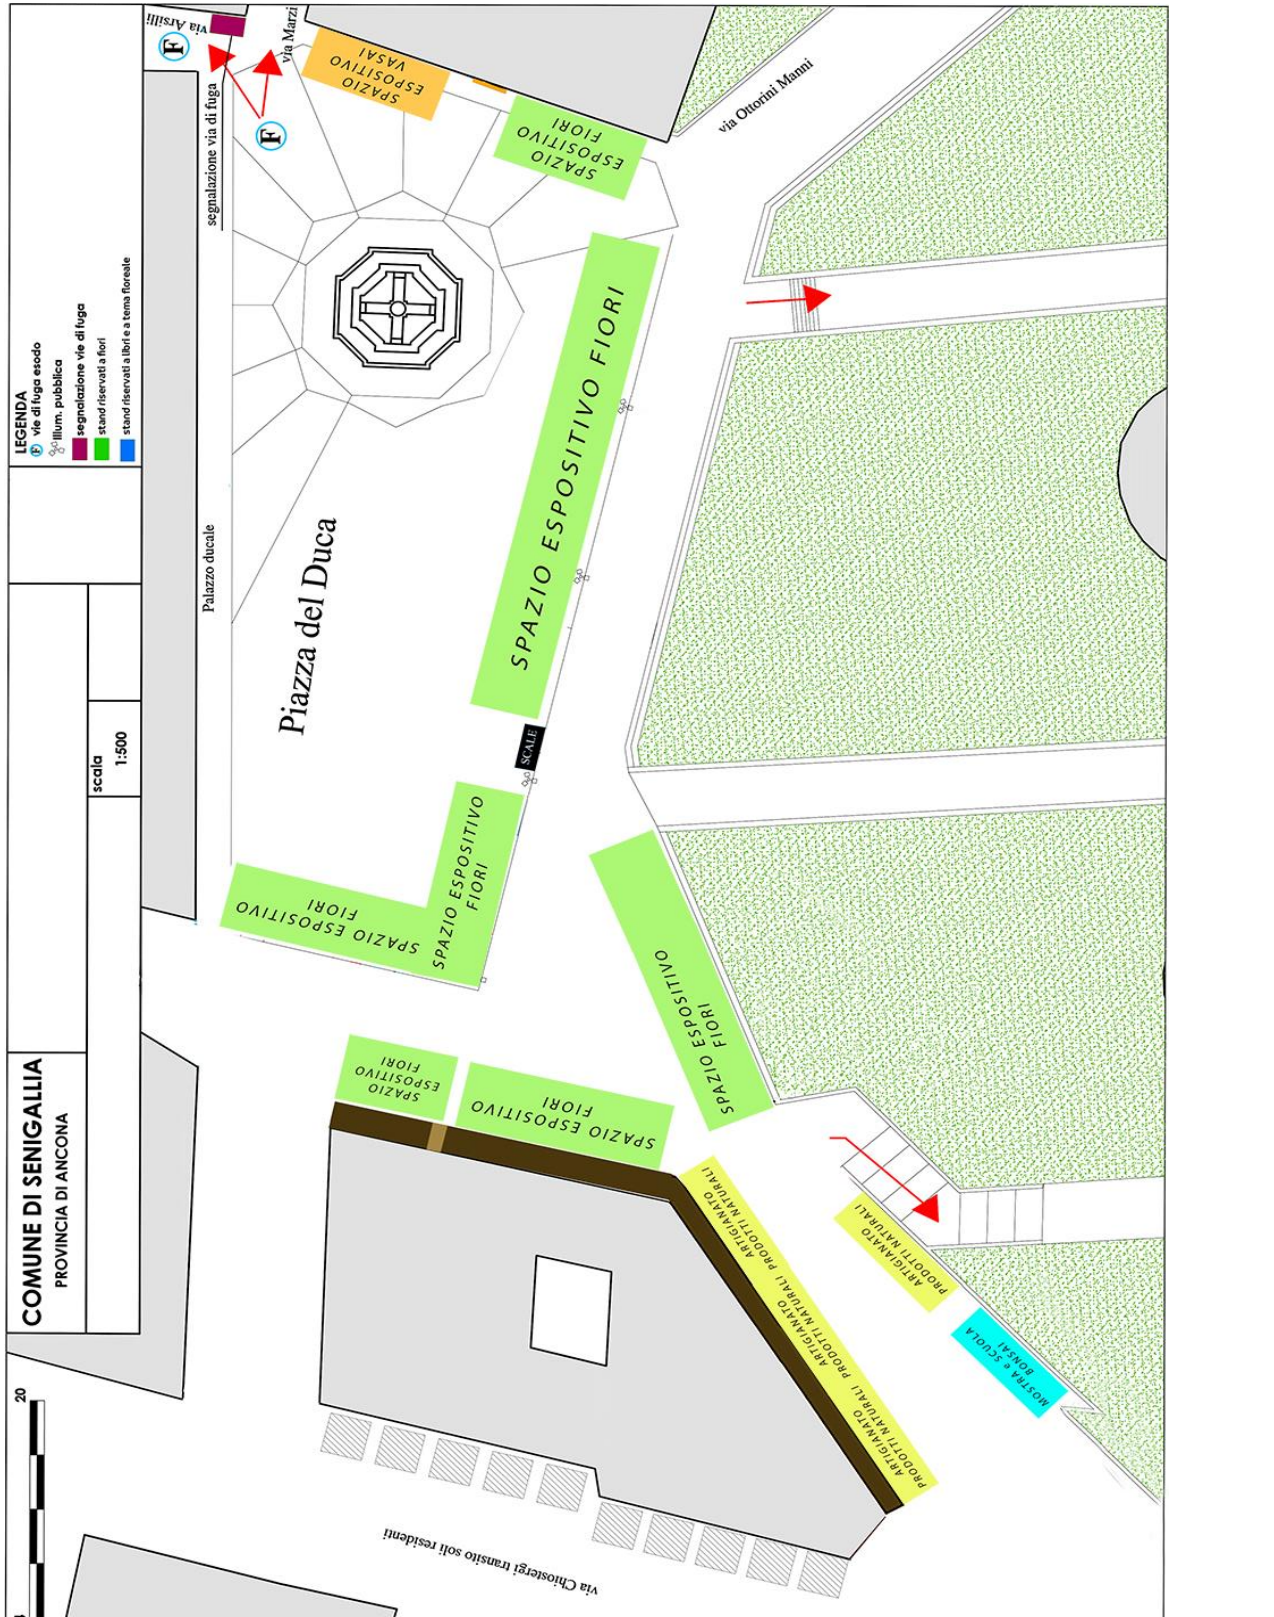 COMUNE DI SENIGALLIA
PROVINCIA DI ANCONA
scala
1:500
LEGENDA
F vie di fuga esodo
illum. pubblica
segnalazione vie di fuga
stand riservati a fiori
stand riservati a libri e a tema floreale
20
via Arsilli
F
via Marzi
F
segnalazione via di fuga
Palazzo ducale
Piazza del Duca
SPAZIO
ESPOSITIVO
VASAI
SPAZIO
ESPOSITIVO
FIORI
via Ottorini Manni
SPAZIO ESPOSITIVO FIORI
SCALE
SPAZIO ESPOSITIVO
FIORI
SPAZIO ESPOSITIVO
FIORI
SPAZIO ESPOSITIVO
FIORI
SPAZIO
ESPOSITIVO
FIORI
SPAZIO ESPOSITIVO
FIORI
ARTIGIANATO
PRODOTTI NATURALI
ARTIGIANATO
PRODOTTI NATURALI
ARTIGIANATO
PRODOTTI NATURALI
ARTIGIANATO
PRODOTTI NATURALI
MOSTRA e SCUOLA
BONSAI
via Chiostergi transito soli residenti